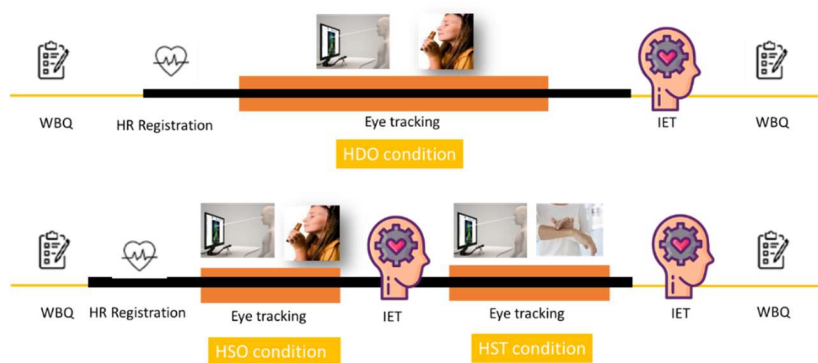 WBQ
HR Registration
Eye tracking
IET
WBQ
HDO condition
WBQ
HR Registration
Eye tracking
IET
Eye tracking
IET
WBQ
HSO condition
HST condition